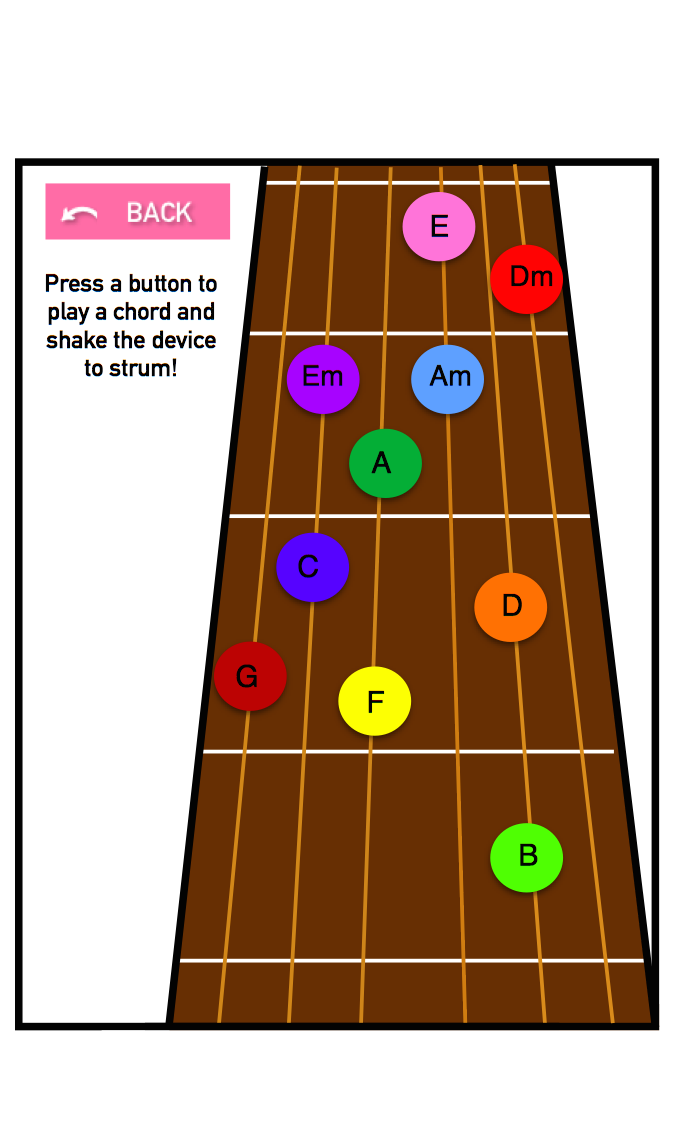 BACK
Press a button to
play a chord and
shake the device
to strum!
E
Dm
Em
Am
A
C
D
G
F
B